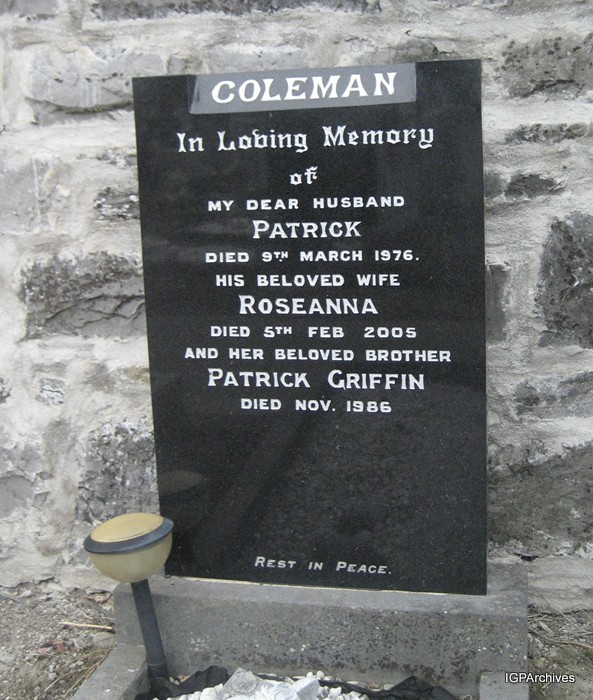 COLEMAN
In Loving Memory
of
MY DEAR HUSBAND
PATRICK
DIED 9TH MARCH 1976.
HIS BELOVED WIFE
ROSEANNA
DIED 5TH FEB 2005
AND HER BELOVED BROTHER
PATRICK GRIFFIN
DIED NOV. 1986
REST IN PEACE.
IGPArchives